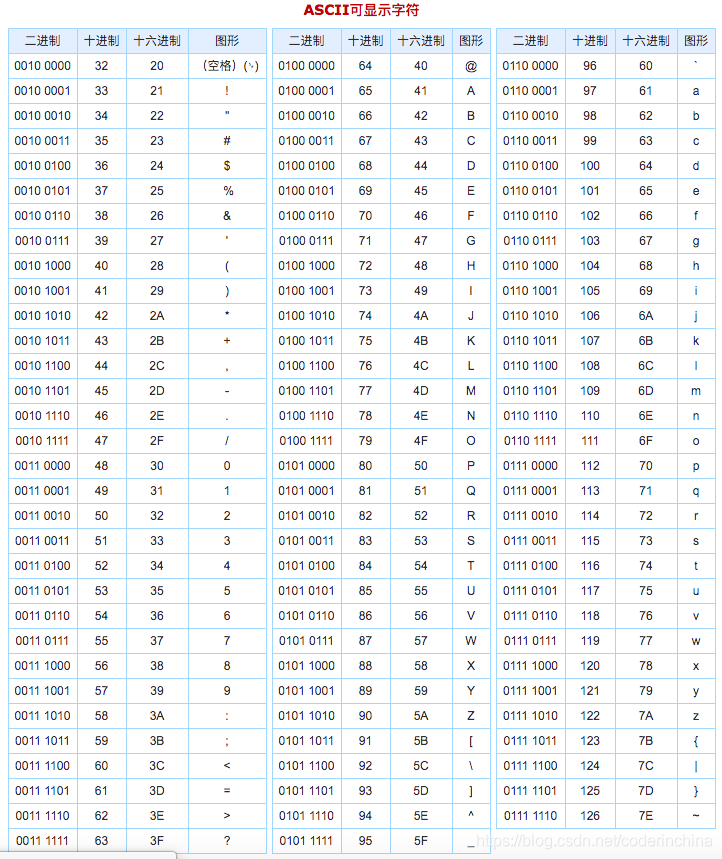 ASCII可显示字符
二进制 十进制 十六进制 图形 二进制 十进制 十六进制 图形 二进制 十进制 十六进制 图形
0010 0000 32 20 （空格）(␠) 0100 0000 64 40 @ 0110 0000 96 60 `
0010 0001 33 21 ! 0100 0001 65 41 A 0110 0001 97 61 a
0010 0010 34 22 " 0100 0010 66 42 B 0110 0010 98 62 b
0010 0011 35 23 # 0100 0011 67 43 C 0110 0011 99 63 c
0010 0100 36 24 $ 0100 0100 68 44 D 0110 0100 100 64 d
0010 0101 37 25 % 0100 0101 69 45 E 0110 0101 101 65 e
0010 0110 38 26 & 0100 0110 70 46 F 0110 0110 102 66 f
0010 0111 39 27 ' 0100 0111 71 47 G 0110 0111 103 67 g
0010 1000 40 28 ( 0100 1000 72 48 H 0110 1000 104 68 h
0010 1001 41 29 ) 0100 1001 73 49 I 0110 1001 105 69 i
0010 1010 42 2A * 0100 1010 74 4A J 0110 1010 106 6A j
0010 1011 43 2B + 0100 1011 75 4B K 0110 1011 107 6B k
0010 1100 44 2C , 0100 1100 76 4C L 0110 1100 108 6C l
0010 1101 45 2D - 0100 1101 77 4D M 0110 1101 109 6D m
0010 1110 46 2E . 0100 1110 78 4E N 0110 1110 110 6E n
0010 1111 47 2F / 0100 1111 79 4F O 0110 1111 111 6F o
0011 0000 48 30 0 0101 0000 80 50 P 0111 0000 112 70 p
0011 0001 49 31 1 0101 0001 81 51 Q 0111 0001 113 71 q
0011 0010 50 32 2 0101 0010 82 52 R 0111 0010 114 72 r
0011 0011 51 33 3 0101 0011 83 53 S 0111 0011 115 73 s
0011 0100 52 34 4 0101 0100 84 54 T 0111 0100 116 74 t
0011 0101 53 35 5 0101 0101 85 55 U 0111 0101 117 75 u
0011 0110 54 36 6 0101 0110 86 56 V 0111 0110 118 76 v
0011 0111 55 37 7 0101 0111 87 57 W 0111 0111 119 77 w
0011 1000 56 38 8 0101 1000 88 58 X 0111 1000 120 78 x
0011 1001 57 39 9 0101 1001 89 59 Y 0111 1001 121 79 y
0011 1010 58 3A : 0101 1010 90 5A Z 0111 1010 122 7A z
0011 1011 59 3B ; 0101 1011 91 5B [ 0111 1011 123 7B {
0011 1100 60 3C < 0101 1100 92 5C \ 0111 1100 124 7C |
0011 1101 61 3D = 0101 1101 93 5D ] 0111 1101 125 7D }
0011 1110 62 3E > 0101 1110 94 5E ^ 0111 1110 126 7E ~
0011 1111 63 3F ? 0101 1111 95 5F _
https://blog.csdn.net/coderinchina